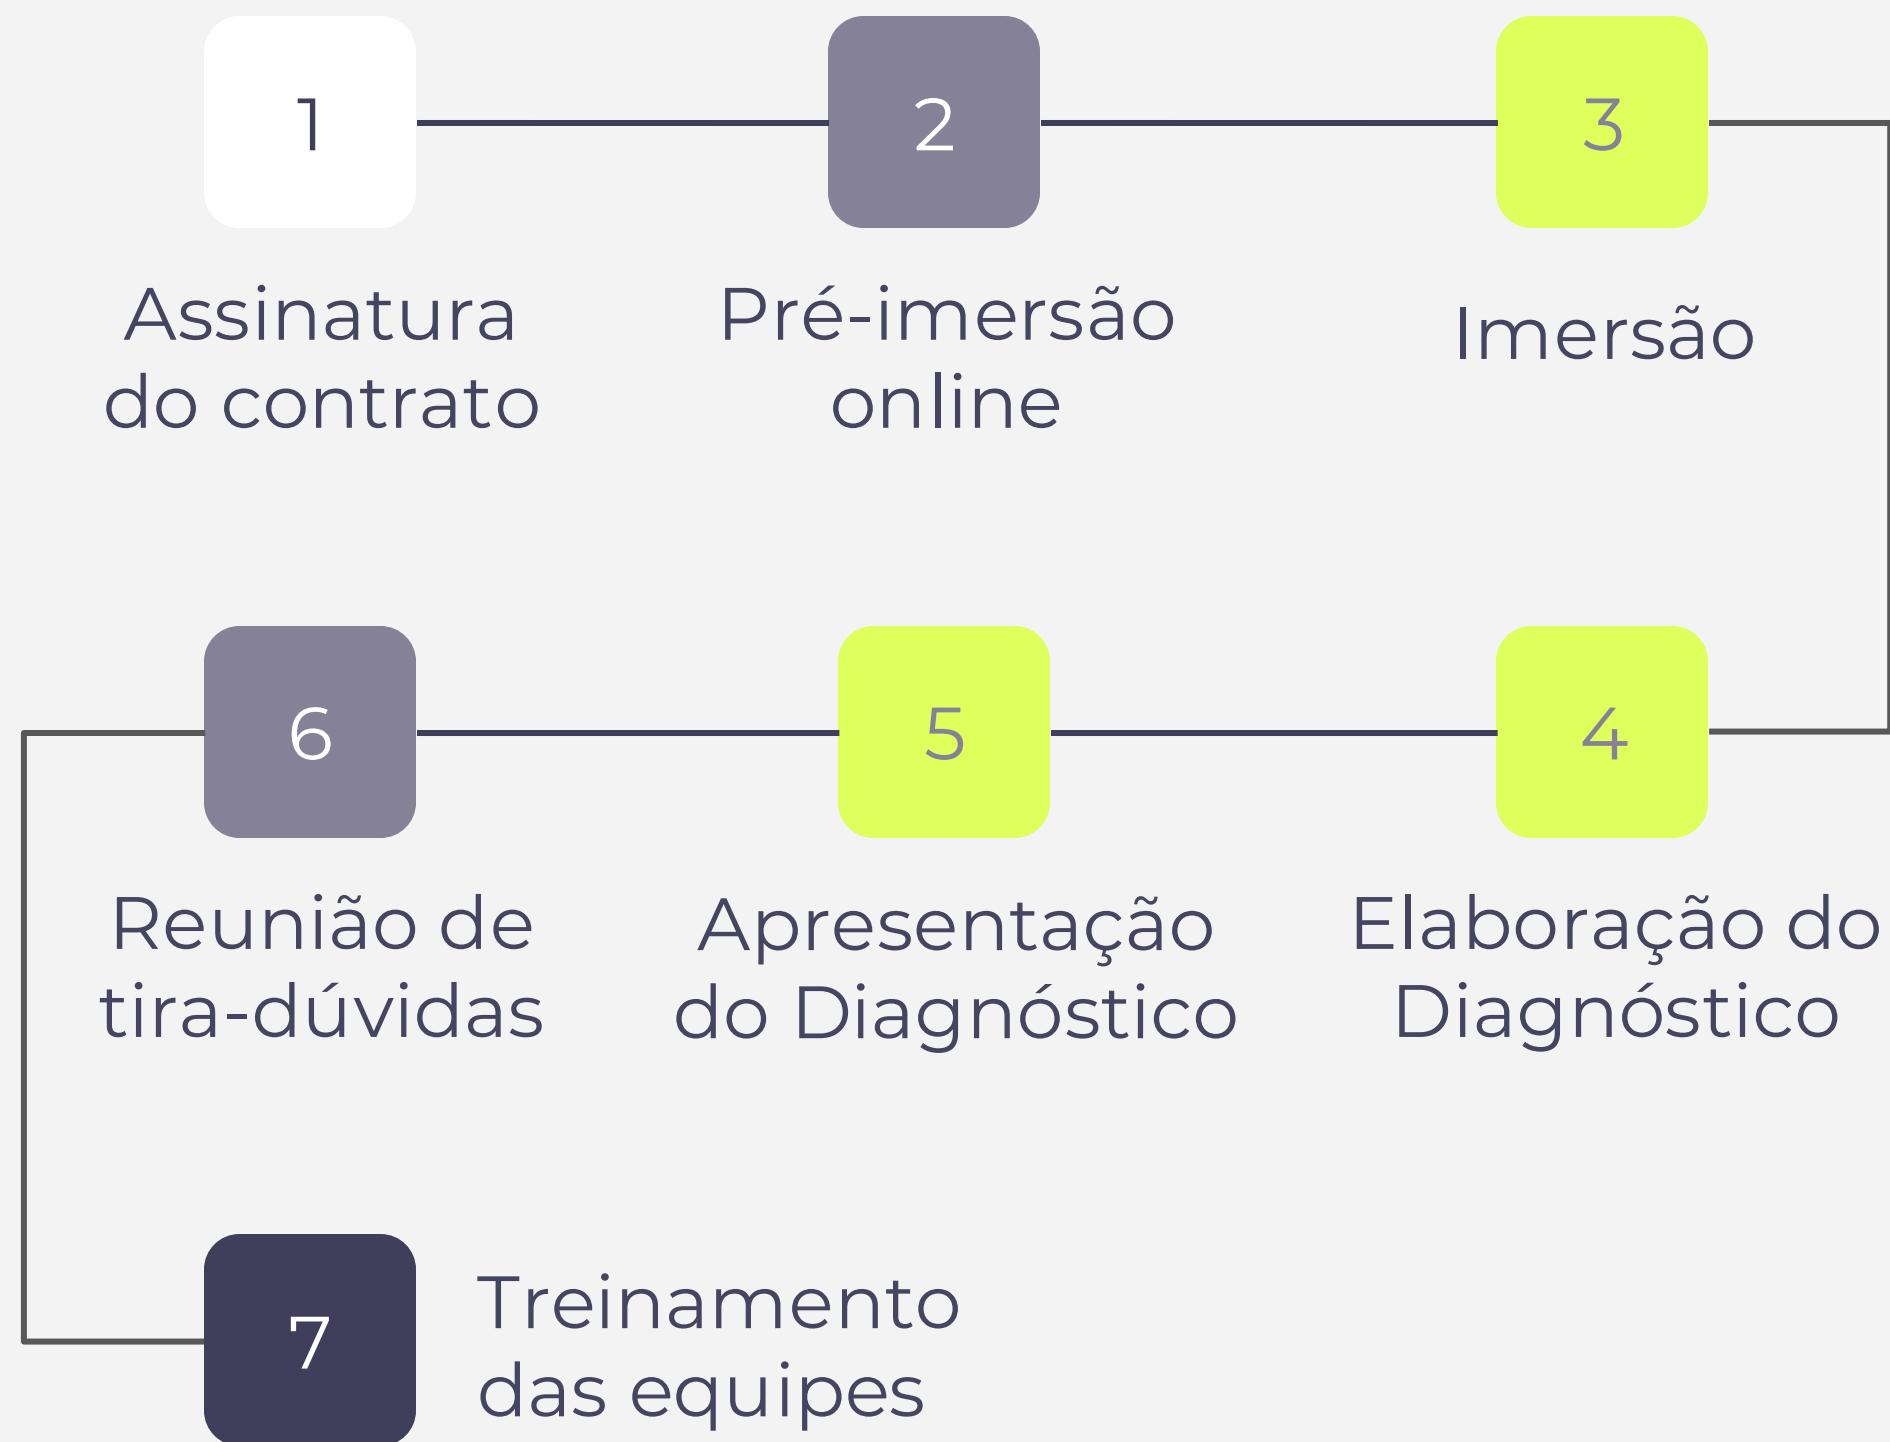 1
Assinatura
do contrato
2
Pré-imersão
online
3
Imersão
4
Elaboração do
Diagnóstico
5
Apresentação
do Diagnóstico
6
Reunião de
tira-dúvidas
7
Treinamento
das equipes